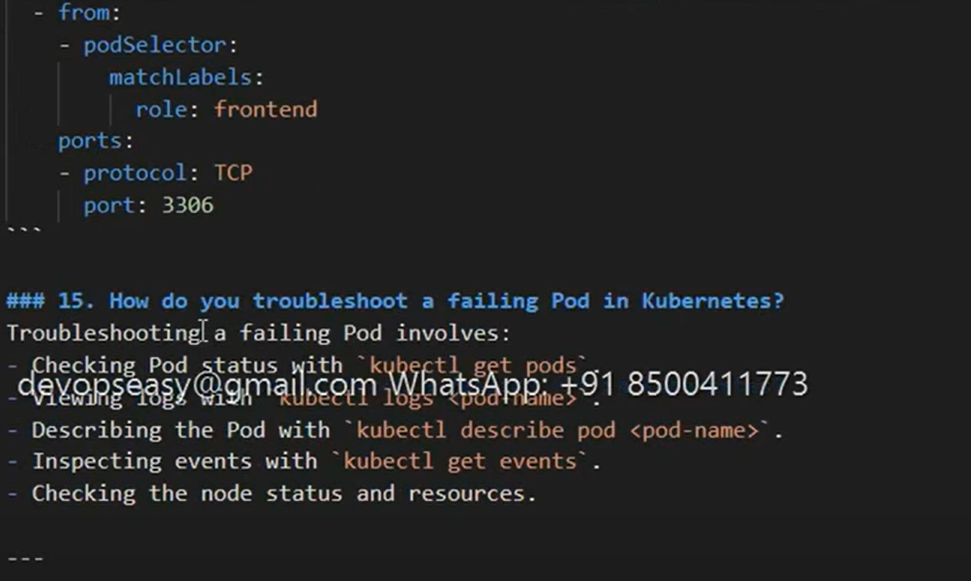 - from:
- podSelector:
matchLabels:
role: frontend
ports:
- protocol: TCP
port: 3306
```
### 15. How do you troubleshoot a failing Pod in Kubernetes?
Troubleshooting a failing Pod involves:
- Checking Pod status with `kubectl get pods`.
devopseasy@gmail.com WhatsApp: +91 8500411773
- Viewing logs with `kubectl logs <pod-name>`.
- Describing the Pod with `kubectl describe pod <pod-name>`.
- Inspecting events with `kubectl get events`.
- Checking the node status and resources.
---